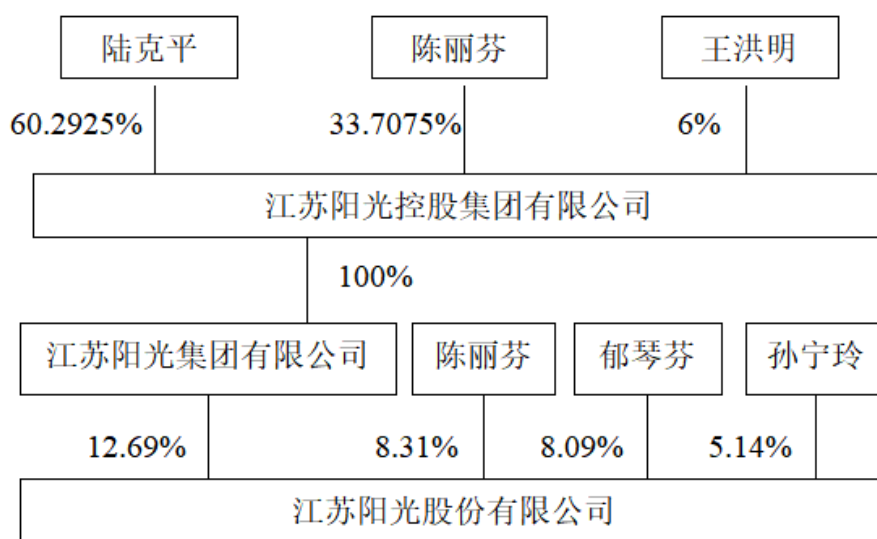 陆克平 陈丽芬 王洪明
60.2925% 33.7075% 6%
江苏阳光控股集团有限公司
100%
江苏阳光集团有限公司 陈丽芬 郁琴芬 孙宁玲
12.69% 8.31% 8.09% 5.14%
江苏阳光股份有限公司